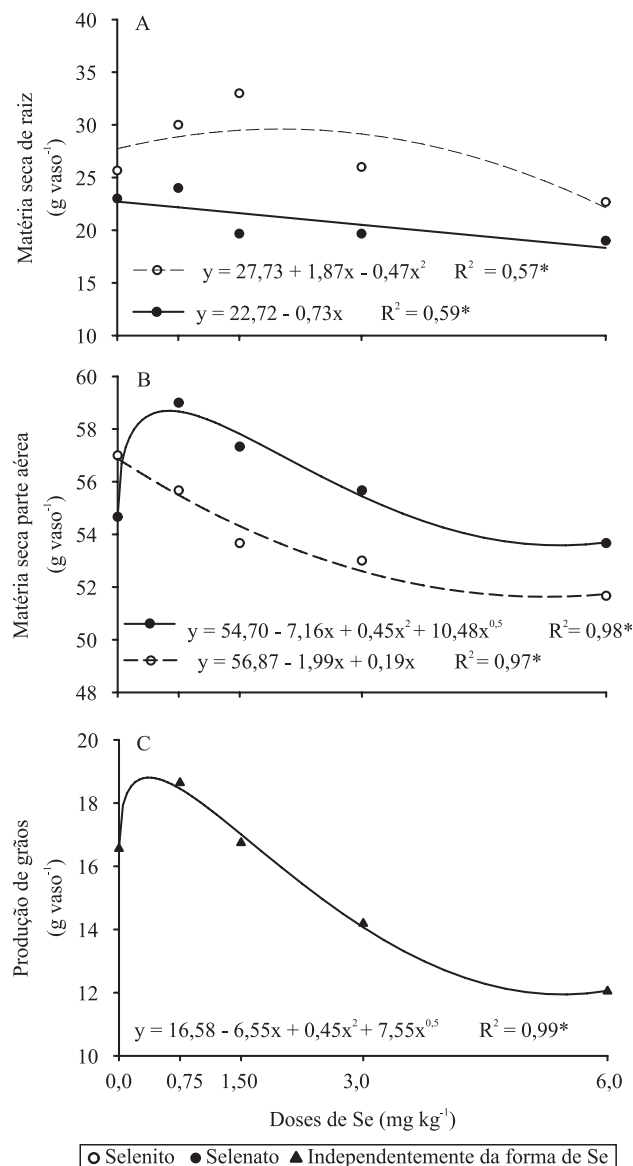 A
40
35
30
25
20
15
10
Matéria seca de raiz
(g vaso⁻¹)
y = 27,73 + 1,87x - 0,47x² R² = 0,57*
y = 22,72 - 0,73x R² = 0,59*
B
60
58
56
54
52
50
48
Matéria seca parte aérea
(g vaso⁻¹)
y = 54,70 - 7,16x + 0,45x² + 10,48x⁰,⁵ R²= 0,98*
y = 56,87 - 1,99x + 0,19x R² = 0,97*
C
20
18
16
14
12
10
Produção de grãos
(g vaso⁻¹)
y = 16,58 - 6,55x + 0,45x² + 7,55x⁰,⁵ R² = 0,99*
0,0 0,75 1,50 3,0 6,0
Doses de Se (mg kg⁻¹)
Selenito Selenato Independentemente da forma de Se